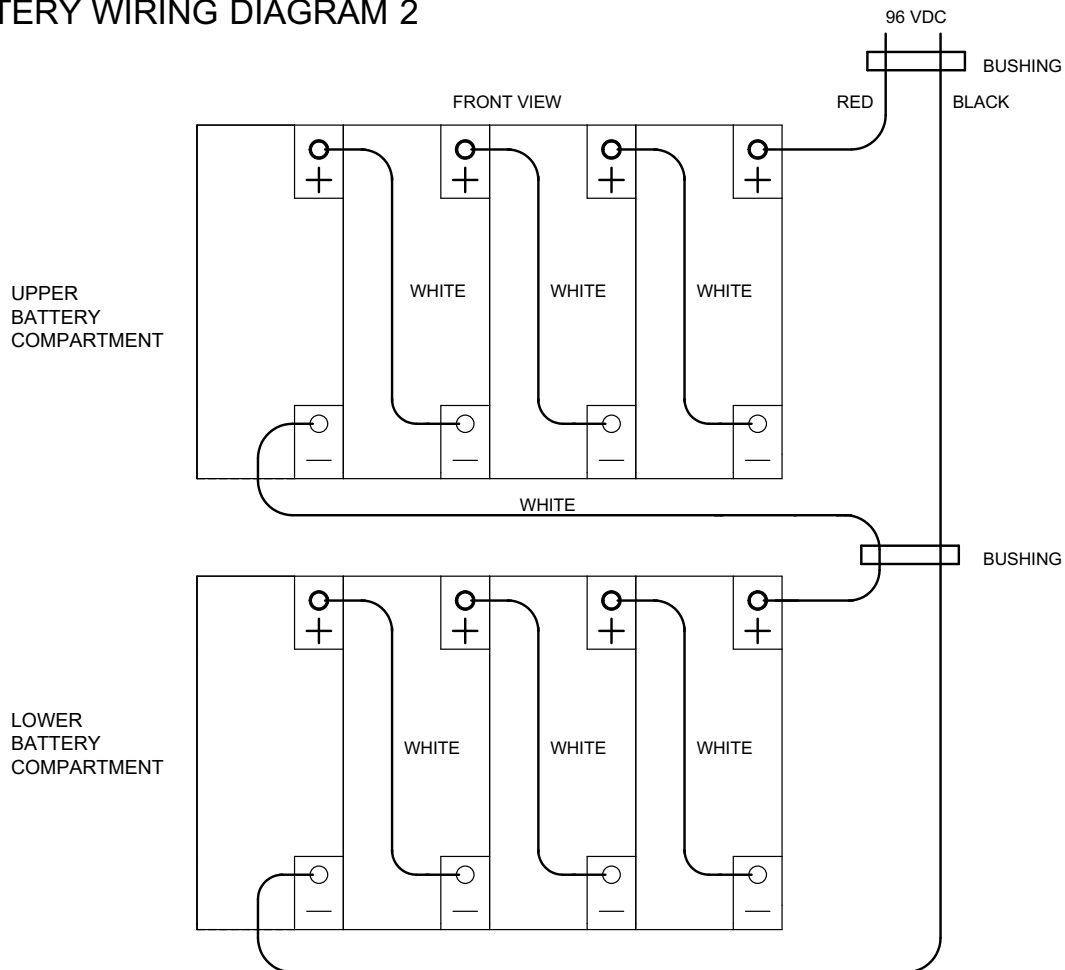 TERY WIRING DIAGRAM 2
96 VDC
BUSHING
FRONT VIEW
RED
BLACK
+
+
+
+
UPPER
BATTERY
COMPARTMENT
WHITE
WHITE
WHITE
—
—
—
—
WHITE
BUSHING
+
+
+
+
LOWER
BATTERY
COMPARTMENT
WHITE
WHITE
WHITE
—
—
—
—